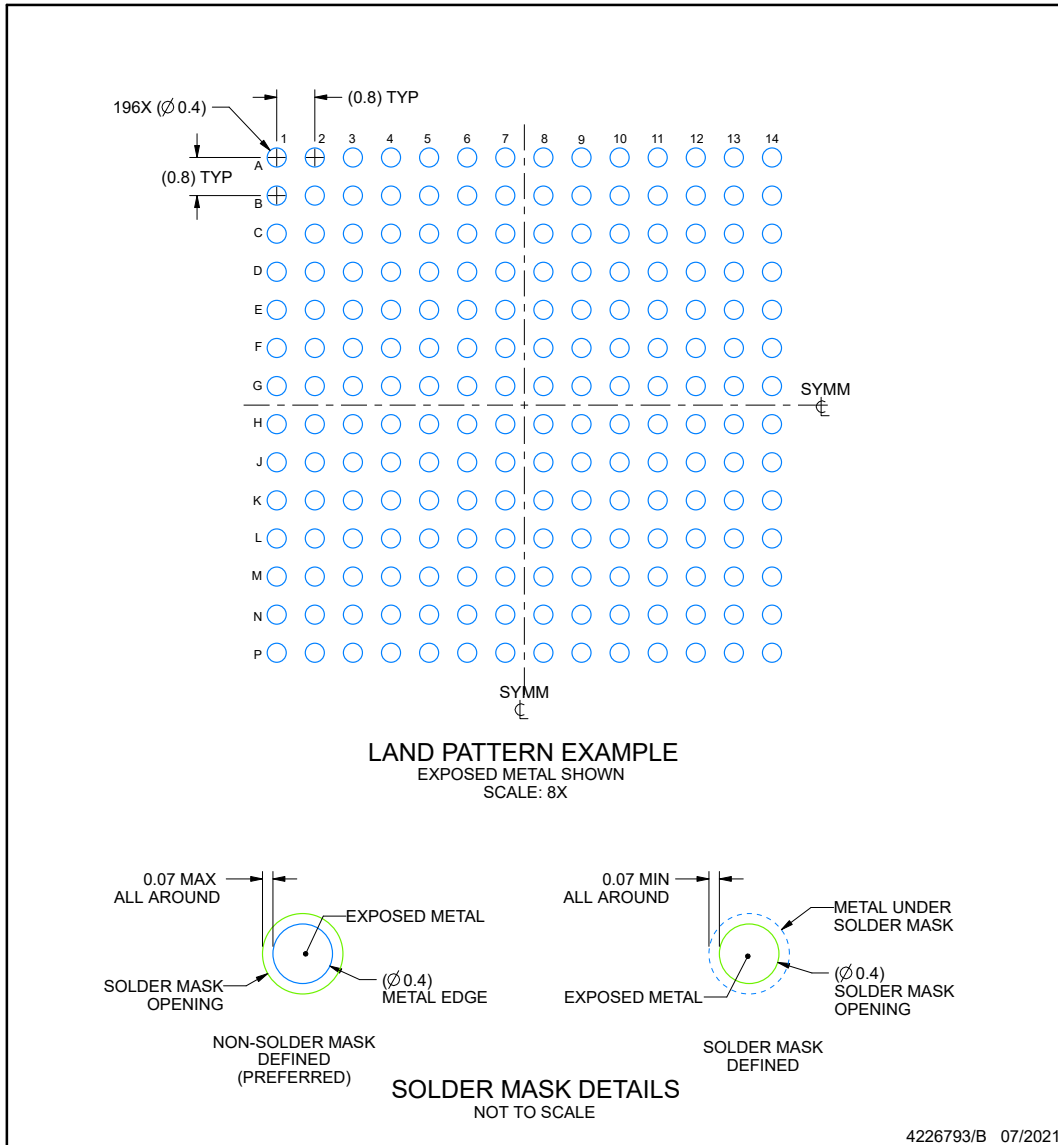 (0.8) TYP
196X (∅ 0.4)
1 2 3 4 5 6 7 8 9 10 11 12 13 14
A
(0.8) TYP
B
C
D
E
F
G
SYMM
℄
H
J
K
L
M
N
P
SYMM
℄
LAND PATTERN EXAMPLE
EXPOSED METAL SHOWN
SCALE: 8X
0.07 MAX
ALL AROUND
EXPOSED METAL
(∅ 0.4)
METAL EDGE
SOLDER MASK
OPENING
NON-SOLDER MASK
DEFINED
(PREFERRED)
0.07 MIN
ALL AROUND
METAL UNDER
SOLDER MASK
EXPOSED METAL
(∅ 0.4)
SOLDER MASK
OPENING
SOLDER MASK
DEFINED
SOLDER MASK DETAILS
NOT TO SCALE
4226793/B 07/2021